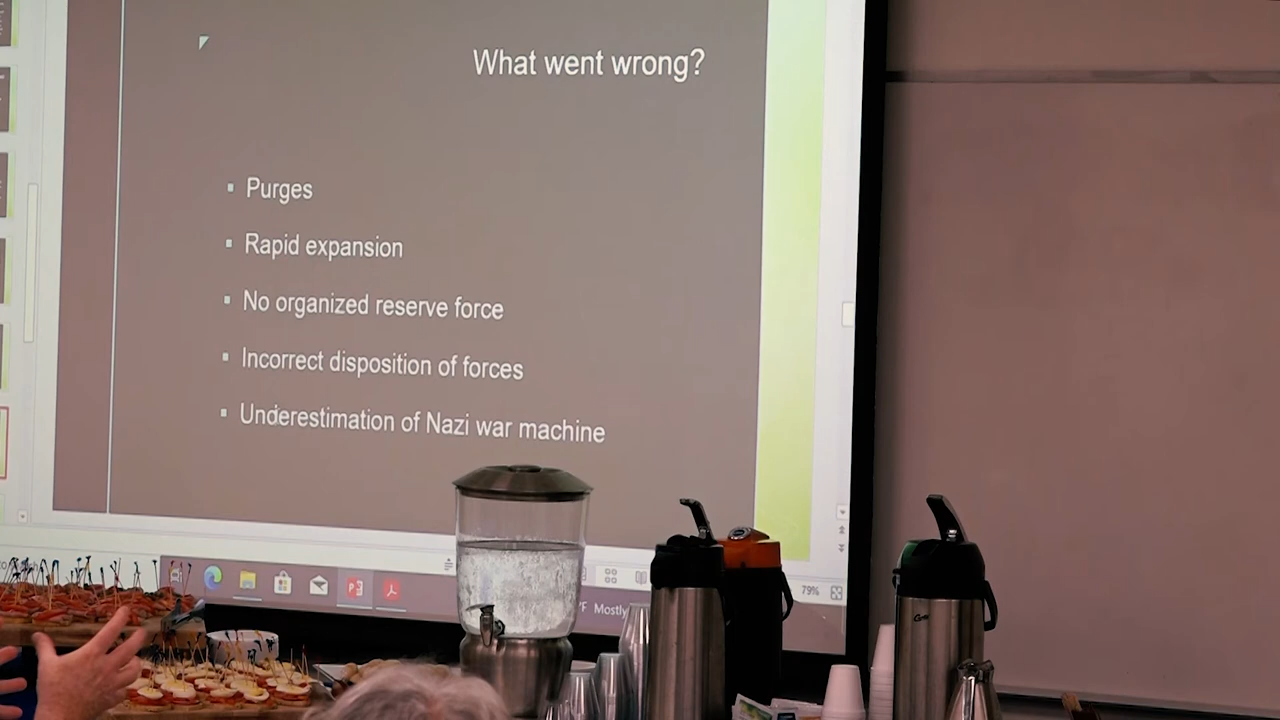 What went wrong?
Purges
Rapid expansion
No organized reserve force
Incorrect disposition of forces
Underestimation of Nazi war machine
79%
°F Mostly